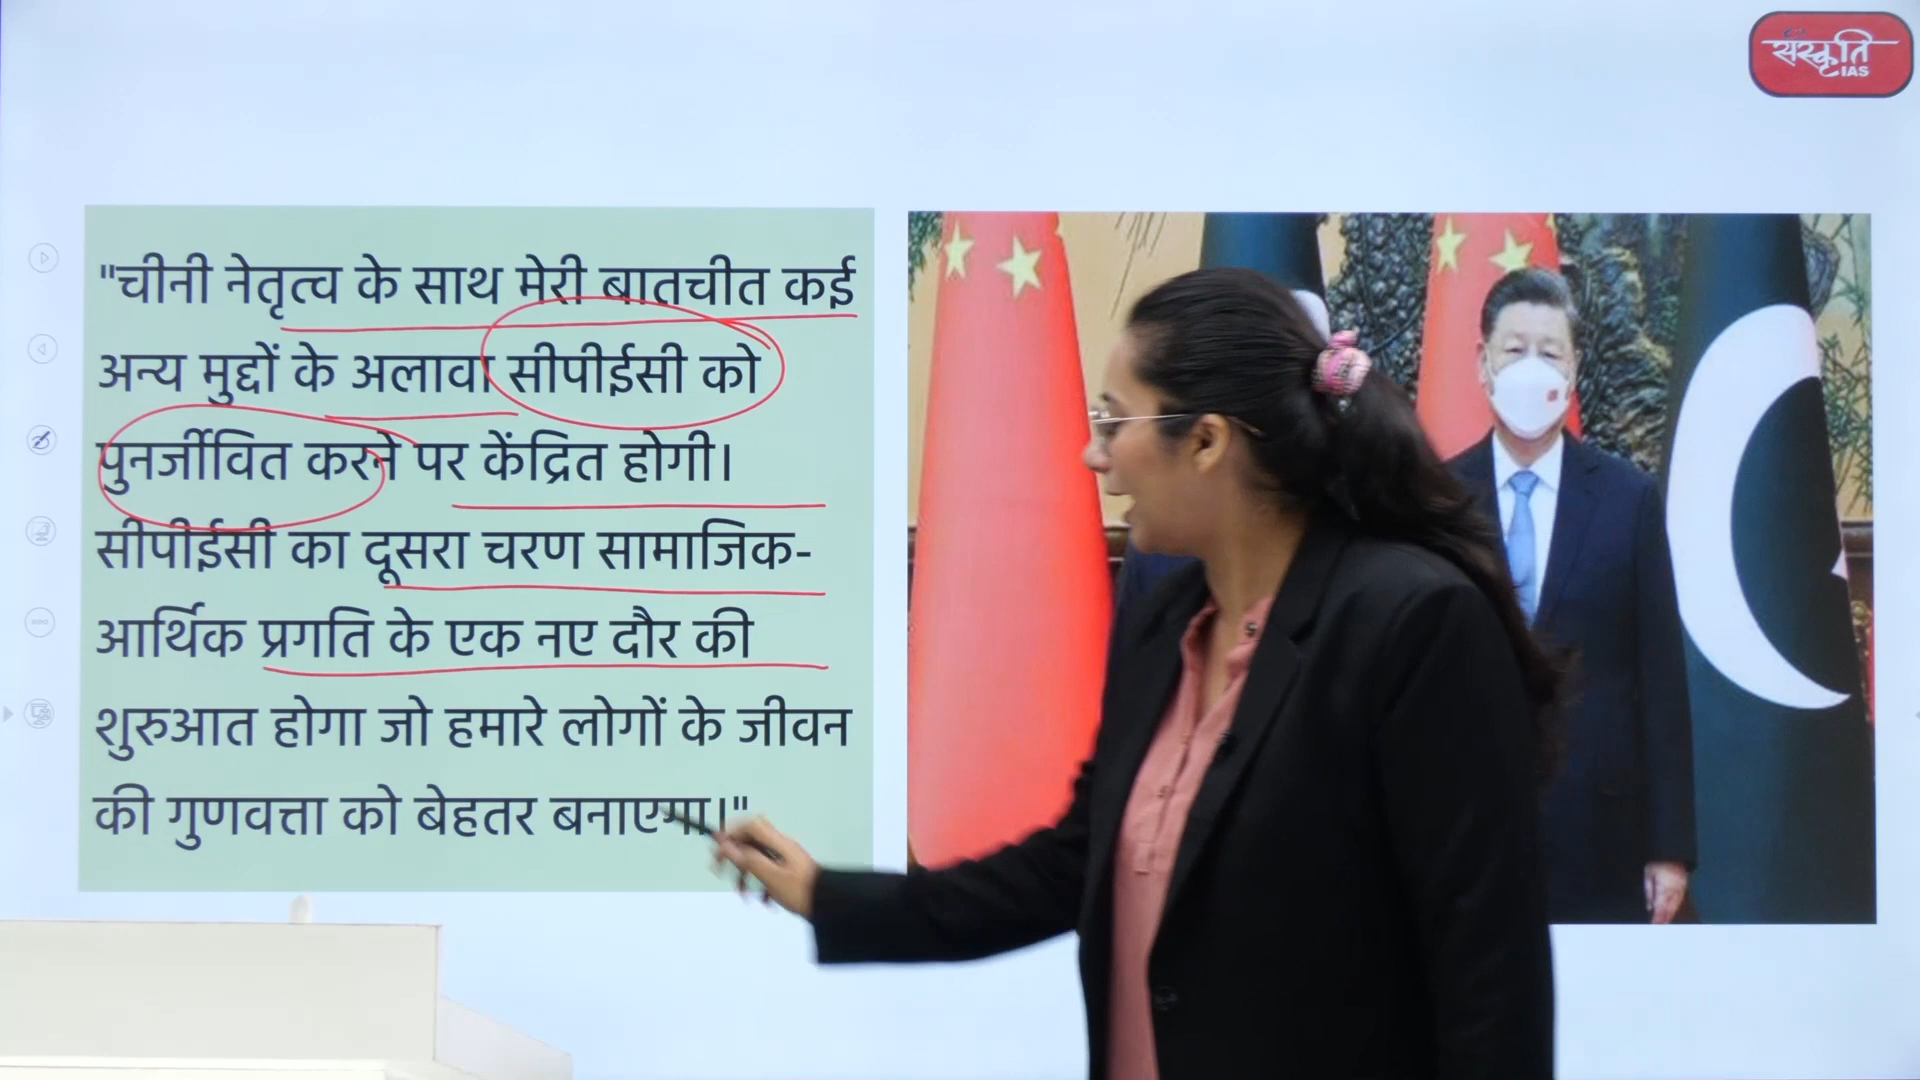 संस्कृति
IAS
"चीनी नेतृत्व के साथ मेरी बातचीत कई
अन्य मुद्दों के अलावा सीपीईसी को
पुनर्जीवित करने पर केंद्रित होगी।
सीपीईसी का दूसरा चरण सामाजिक-
आर्थिक प्रगति के एक नए दौर की
शुरुआत होगा जो हमारे लोगों के जीवन
की गुणवत्ता को बेहतर बनाएगा।"